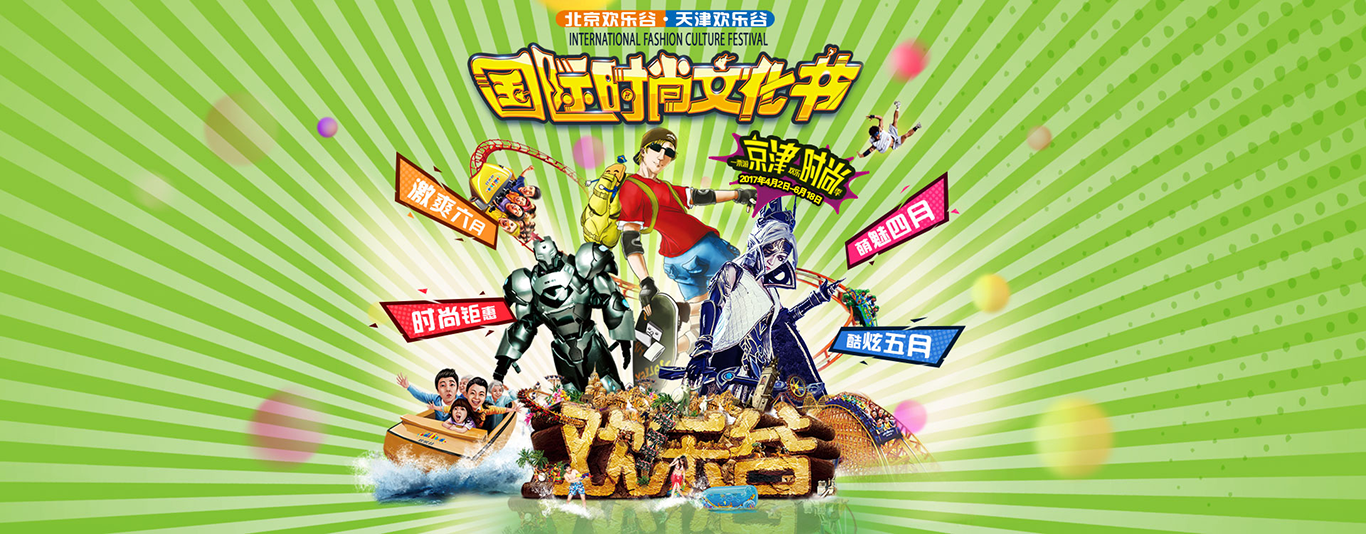 北京欢乐谷·天津欢乐谷
INTERNATIONAL FASHION CULTURE FESTIVAL
国际时尚文化节
京津 时尚
2017年4月2日-6月18日
激爽六月
萌魅四月
时尚钜惠
酷炫五月
欢乐谷